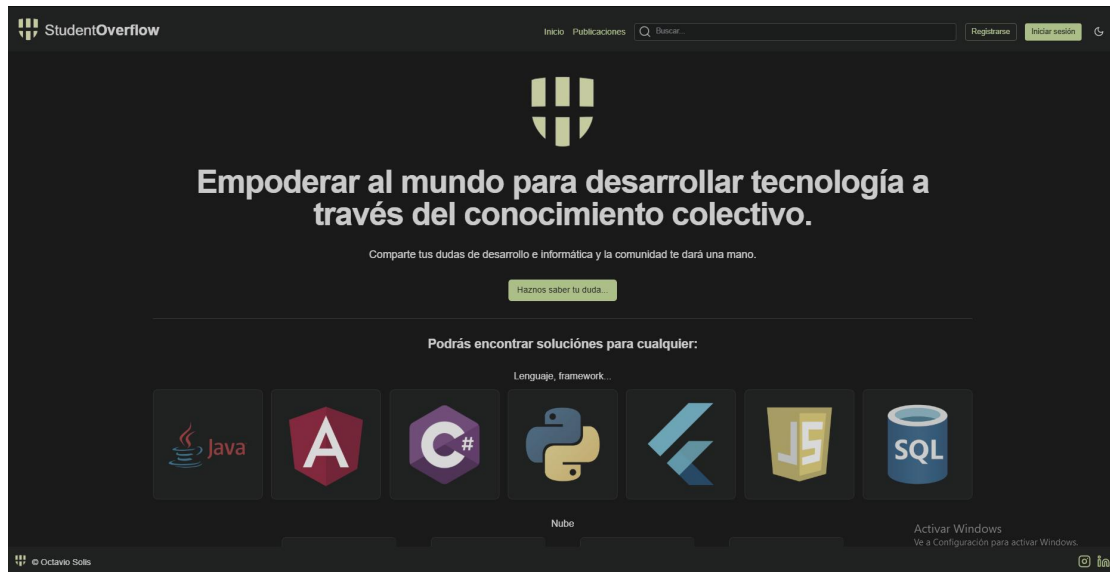 StudentOverflow
Inicio Publicaciones Buscar... Registrarse Iniciar sesión
Empoderar al mundo para desarrollar tecnología a
través del conocimiento colectivo.
Comparte tus dudas de desarrollo e informática y la comunidad te dará una mano.
Haznos saber tu duda...
Podrás encontrar soluciónes para cualquier:
Lenguaje, framework...
Java
A
C#
JS
SQL
Nube
Activar Windows
Ve a Configuración para activar Windows.
© Octavio Solis
in